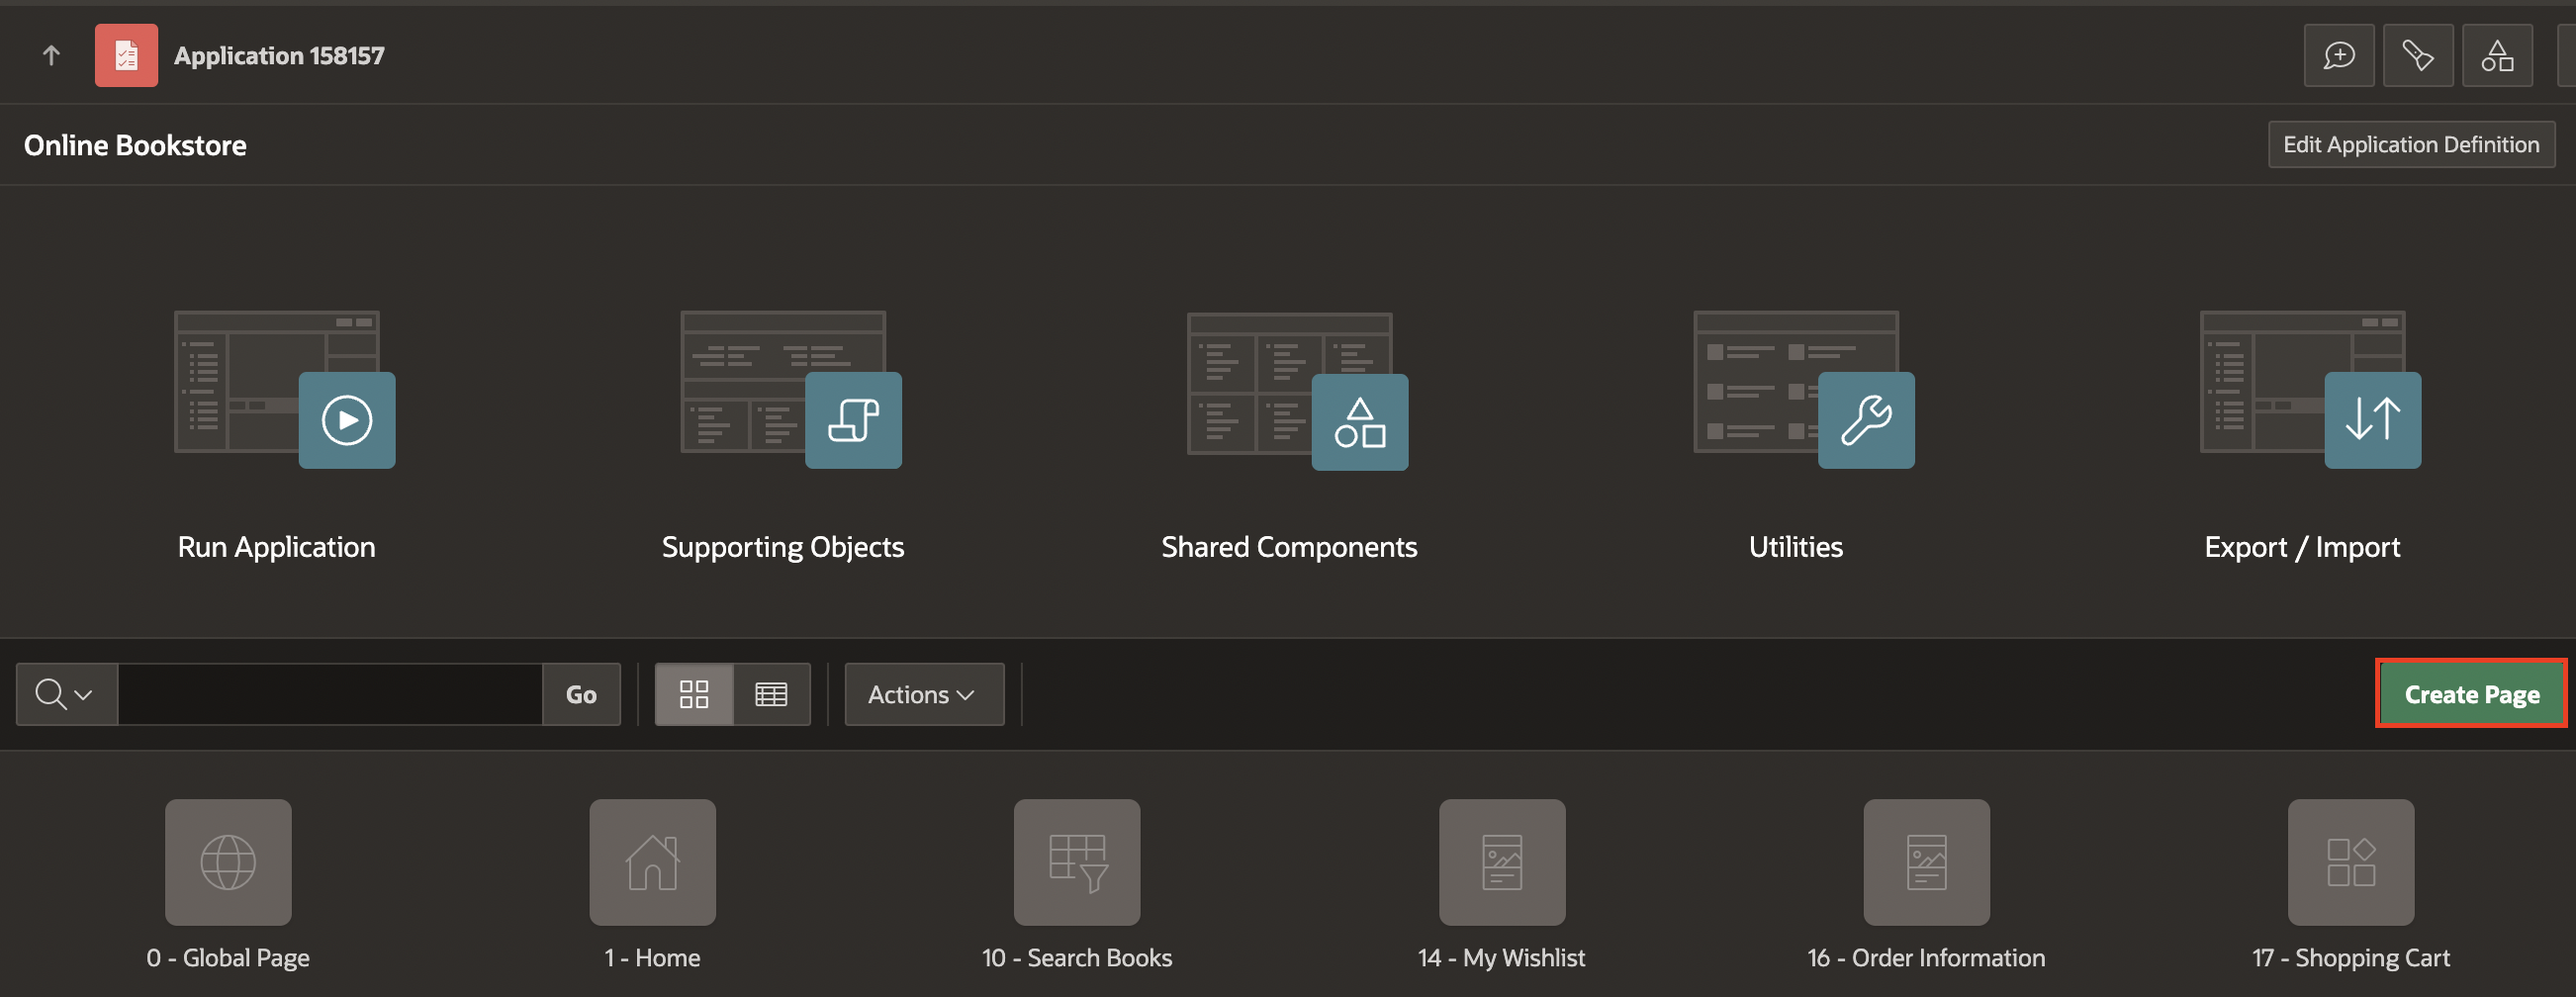 Application 158157
Online Bookstore
Edit Application Definition
Run Application
Supporting Objects
Shared Components
Utilities
Export / Import
Go
Actions
Create Page
0 - Global Page
1 - Home
10 - Search Books
14 - My Wishlist
16 - Order Information
17 - Shopping Cart